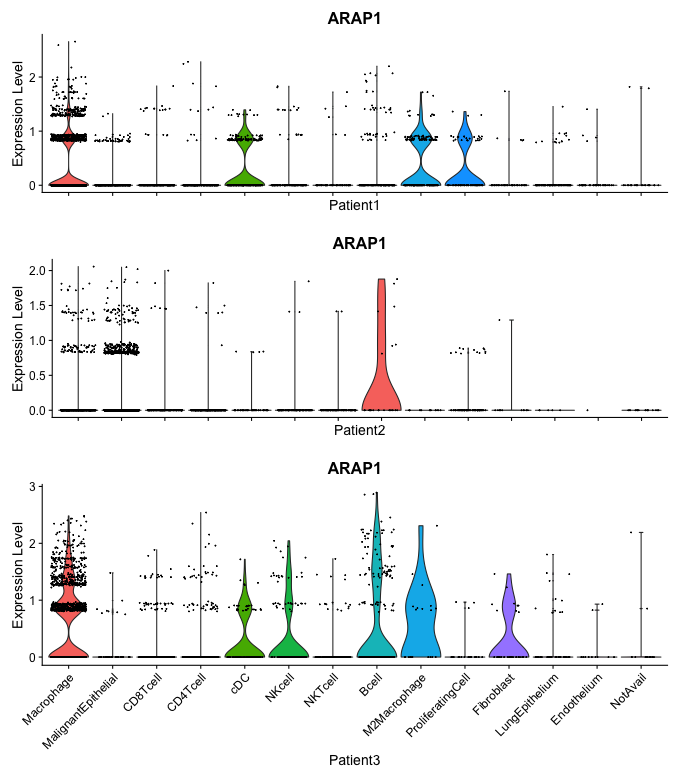 ARAP1
Expression Level
2
1
0
Patient1
ARAP1
Expression Level
2.0
1.5
1.0
0.5
0.0
Patient2
ARAP1
Expression Level
3
2
1
0
Macrophage
MalignantEpithelial
CD8Tcell
CD4Tcell
cDC
NKcell
NKTcell
Bcell
M2Macrophage
ProliferatingCell
Fibroblast
LungEpithelium
Endothelium
NotAvail
Patient3